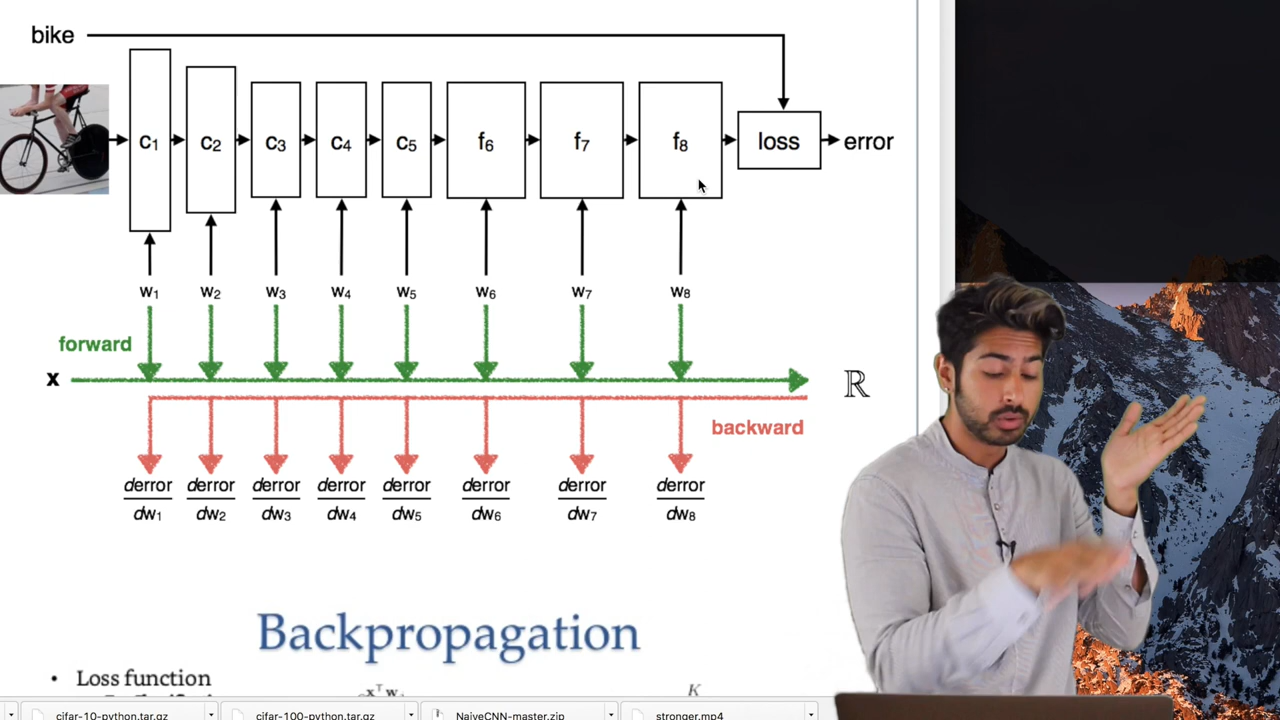 bike
c₁ c₂ c₃ c₄ c₅ f₆ f₇ f₈ loss error
w₁ w₂ w₃ w₄ w₅ w₆ w₇ w₈
forward
x ℝ
backward
derror derror derror derror derror derror derror derror
dw₁ dw₂ dw₃ dw₄ dw₅ dw₆ dw₇ dw₈
Backpropagation
• Loss function
K
cifar-10-python.tar.gz cifar-100-python.tar.gz NaiveCNN-master.zip stronger.mp4